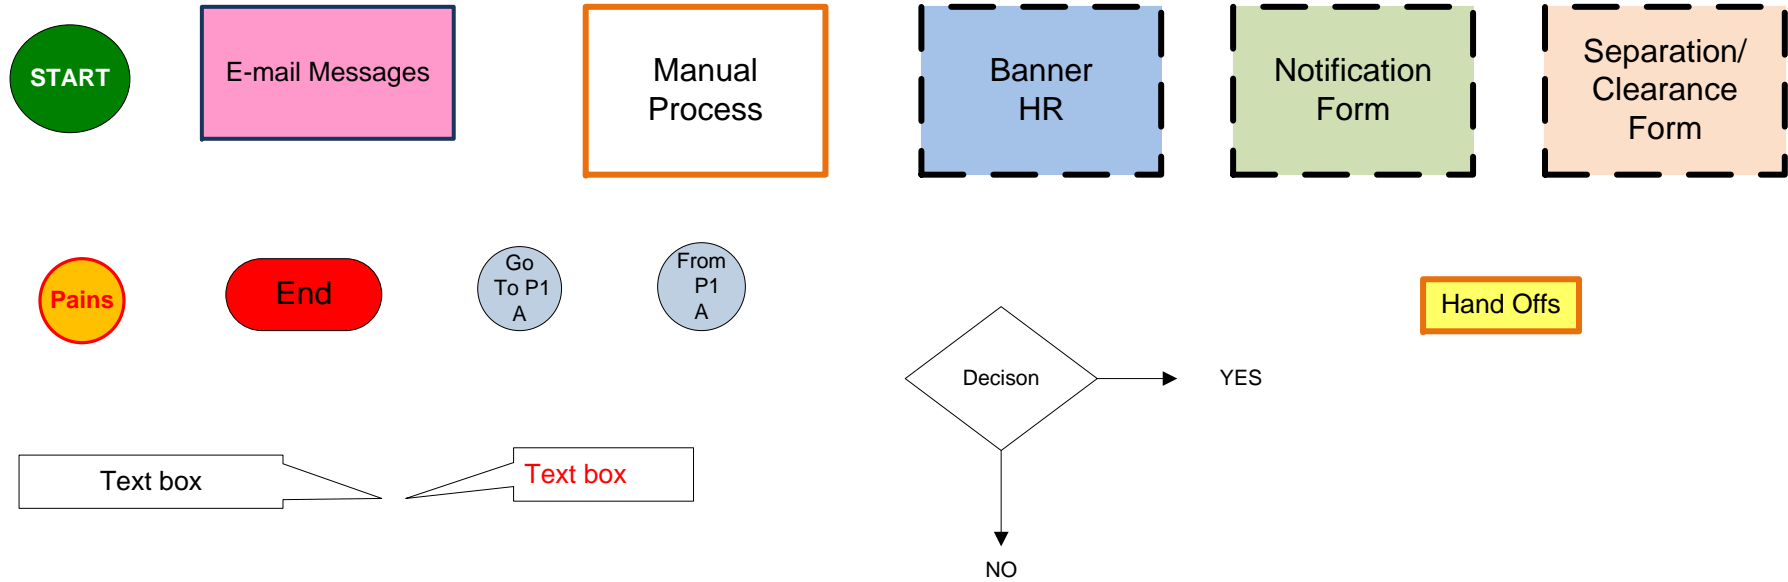 START
E-mail Messages
Manual
Process
Banner
HR
Notification
Form
Separation/
Clearance
Form
Pains
End
Go
To P1
A
From
P1
A
Hand Offs
Decison
YES
NO
Text box
Text box